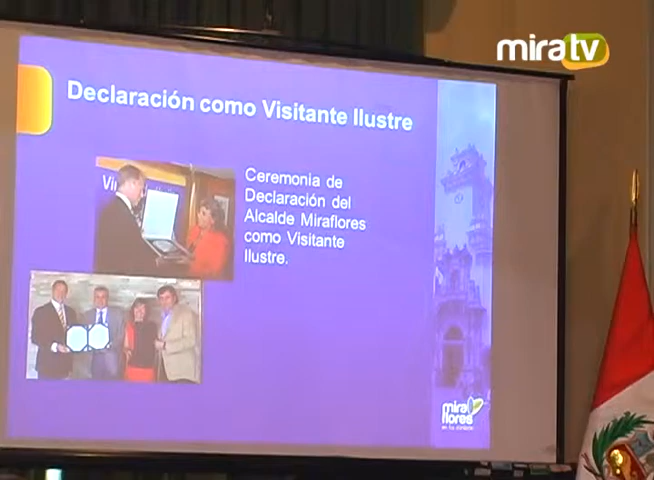 miraTV
Declaración como Visitante Ilustre
Ceremonia de
Declaración del
Alcalde Miraflores
como Visitante
Ilustre.
mira
flores